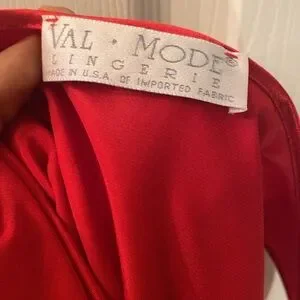 VAL • MODE®
LINGERIE
MADE IN U.S.A. OF IMPORTED FABRIC